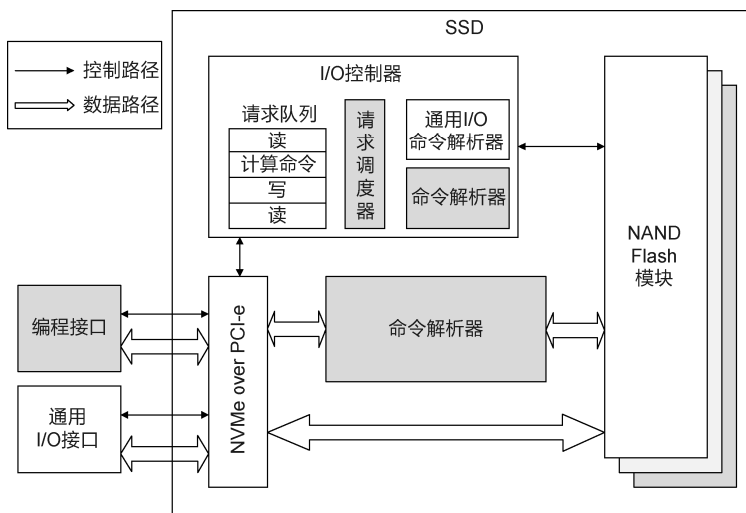 SSD
控制路径
数据路径
I/O控制器
请求队列
读
计算命令
写
读
请求调度器
通用I/O
命令解析器
命令解析器
NAND
Flash
模块
编程接口
通用
I/O接口
NVMe over PCI-e
命令解析器